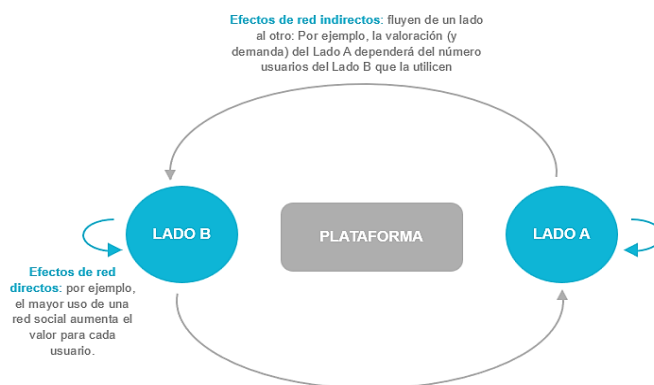 Efectos de red indirectos: fluyen de un lado
al otro: Por ejemplo, la valoración (y
demanda) del Lado A dependerá del número
usuarios del Lado B que la utilicen
LADO B
PLATAFORMA
LADO A
Efectos de red
directos: por ejemplo,
el mayor uso de una
red social aumenta el
valor para cada
usuario.